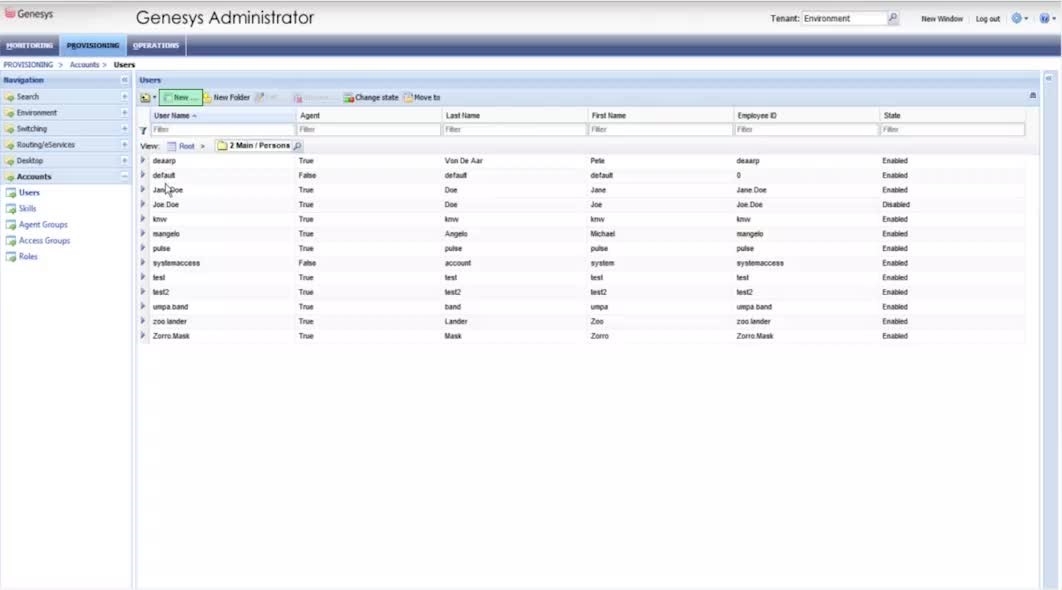 Genesys
Genesys Administrator
Tenant: Environment
New Window
Log out
MONITORING
PROVISIONING
OPERATIONS
PROVISIONING > Accounts > Users
Navigation
Search
Environment
Switching
Routing/eServices
Desktop
Accounts
Users
Skills
Agent Groups
Access Groups
Roles
Users
New ... New Folder Change state Move to
User Name Agent Last Name First Name Employee ID State
Filter Filter Filter Filter Filter Filter
View: Root > 2 Main / Persons
deaarp True Von De Aar Pete deaarp Enabled
default False default default 0 Enabled
Jane.Doe True Doe Jane Jane.Doe Enabled
Joe.Doe True Doe Joe Joe.Doe Disabled
knw True knw knw knw Enabled
mangelo True Angelo Michael mangelo Enabled
pulse True pulse pulse pulse Enabled
systemaccess False account system systemaccess Enabled
test True test test test Enabled
test2 True test2 test2 test2 Enabled
umpa.band True band umpa umpa.band Enabled
zoo.lander True Lander Zoo zoo.lander Enabled
Zorro.Mask True Mask Zorro Zorro.Mask Enabled